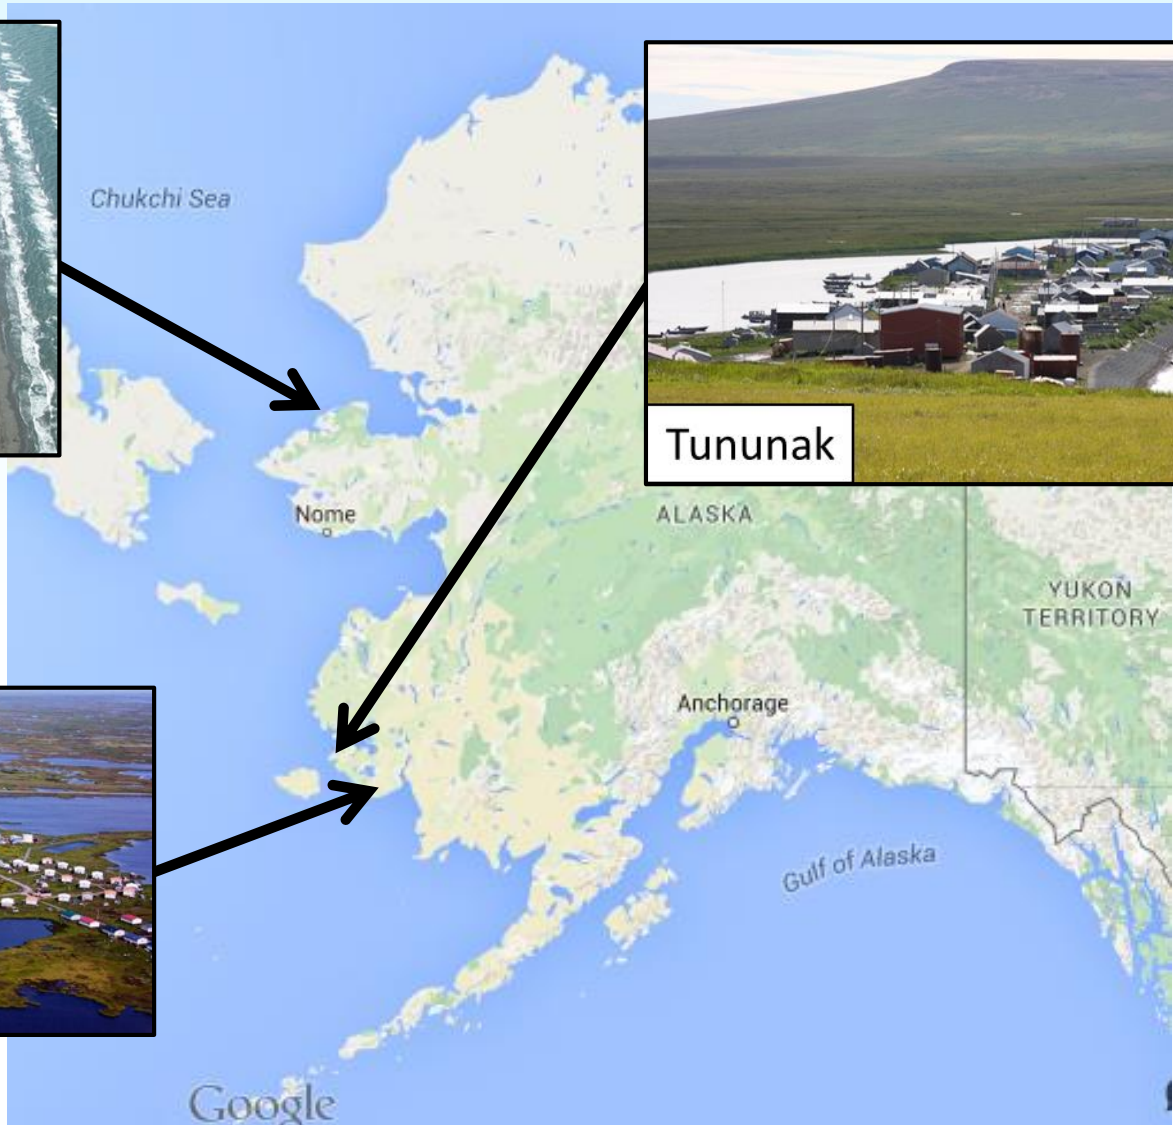 Chukchi Sea
Tununak
Nome
ALASKA
YUKON
TERRITORY
Anchorage
Gulf of Alaska
Google